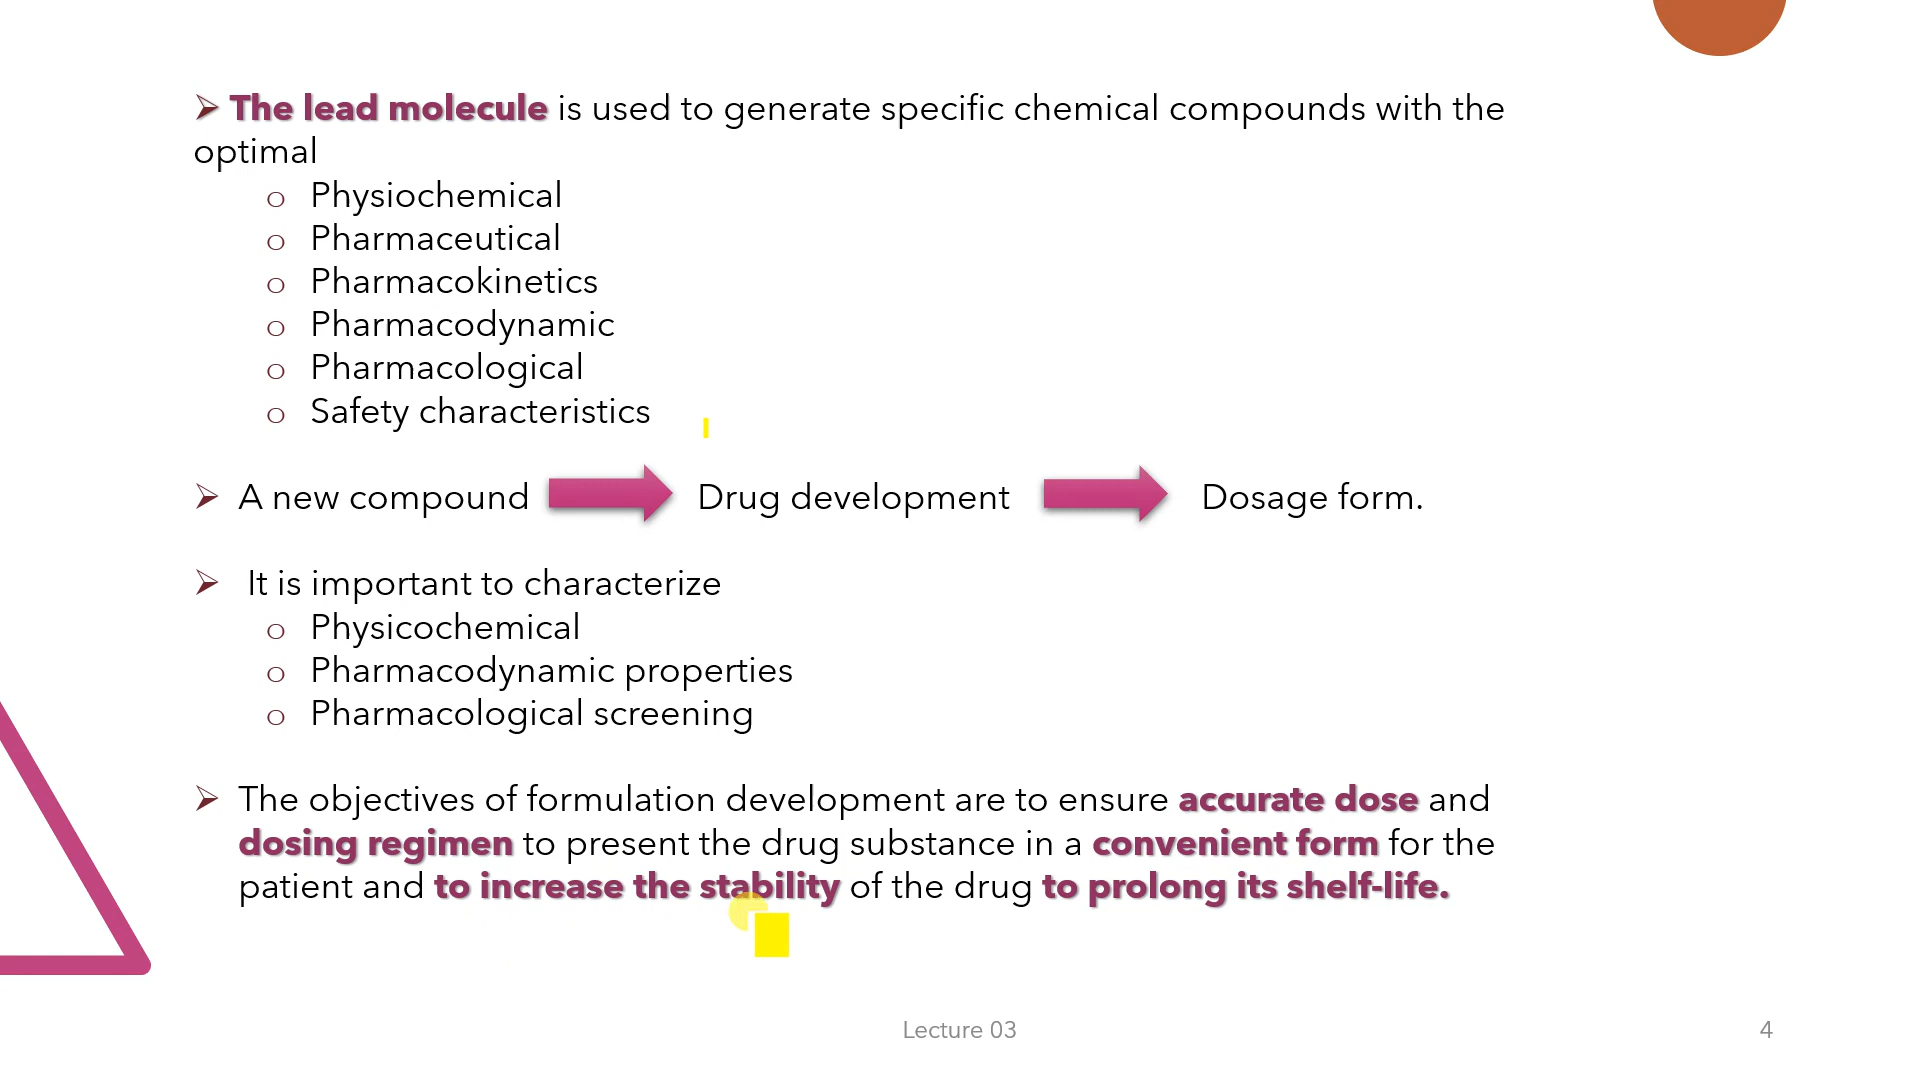 ➢ The lead molecule is used to generate specific chemical compounds with the
optimal
o Physiochemical
o Pharmaceutical
o Pharmacokinetics
o Pharmacodynamic
o Pharmacological
o Safety characteristics
➢ A new compound Drug development Dosage form.
➢ It is important to characterize
o Physicochemical
o Pharmacodynamic properties
o Pharmacological screening
➢ The objectives of formulation development are to ensure accurate dose and
dosing regimen to present the drug substance in a convenient form for the
patient and to increase the stability of the drug to prolong its shelf-life.
Lecture 03
4